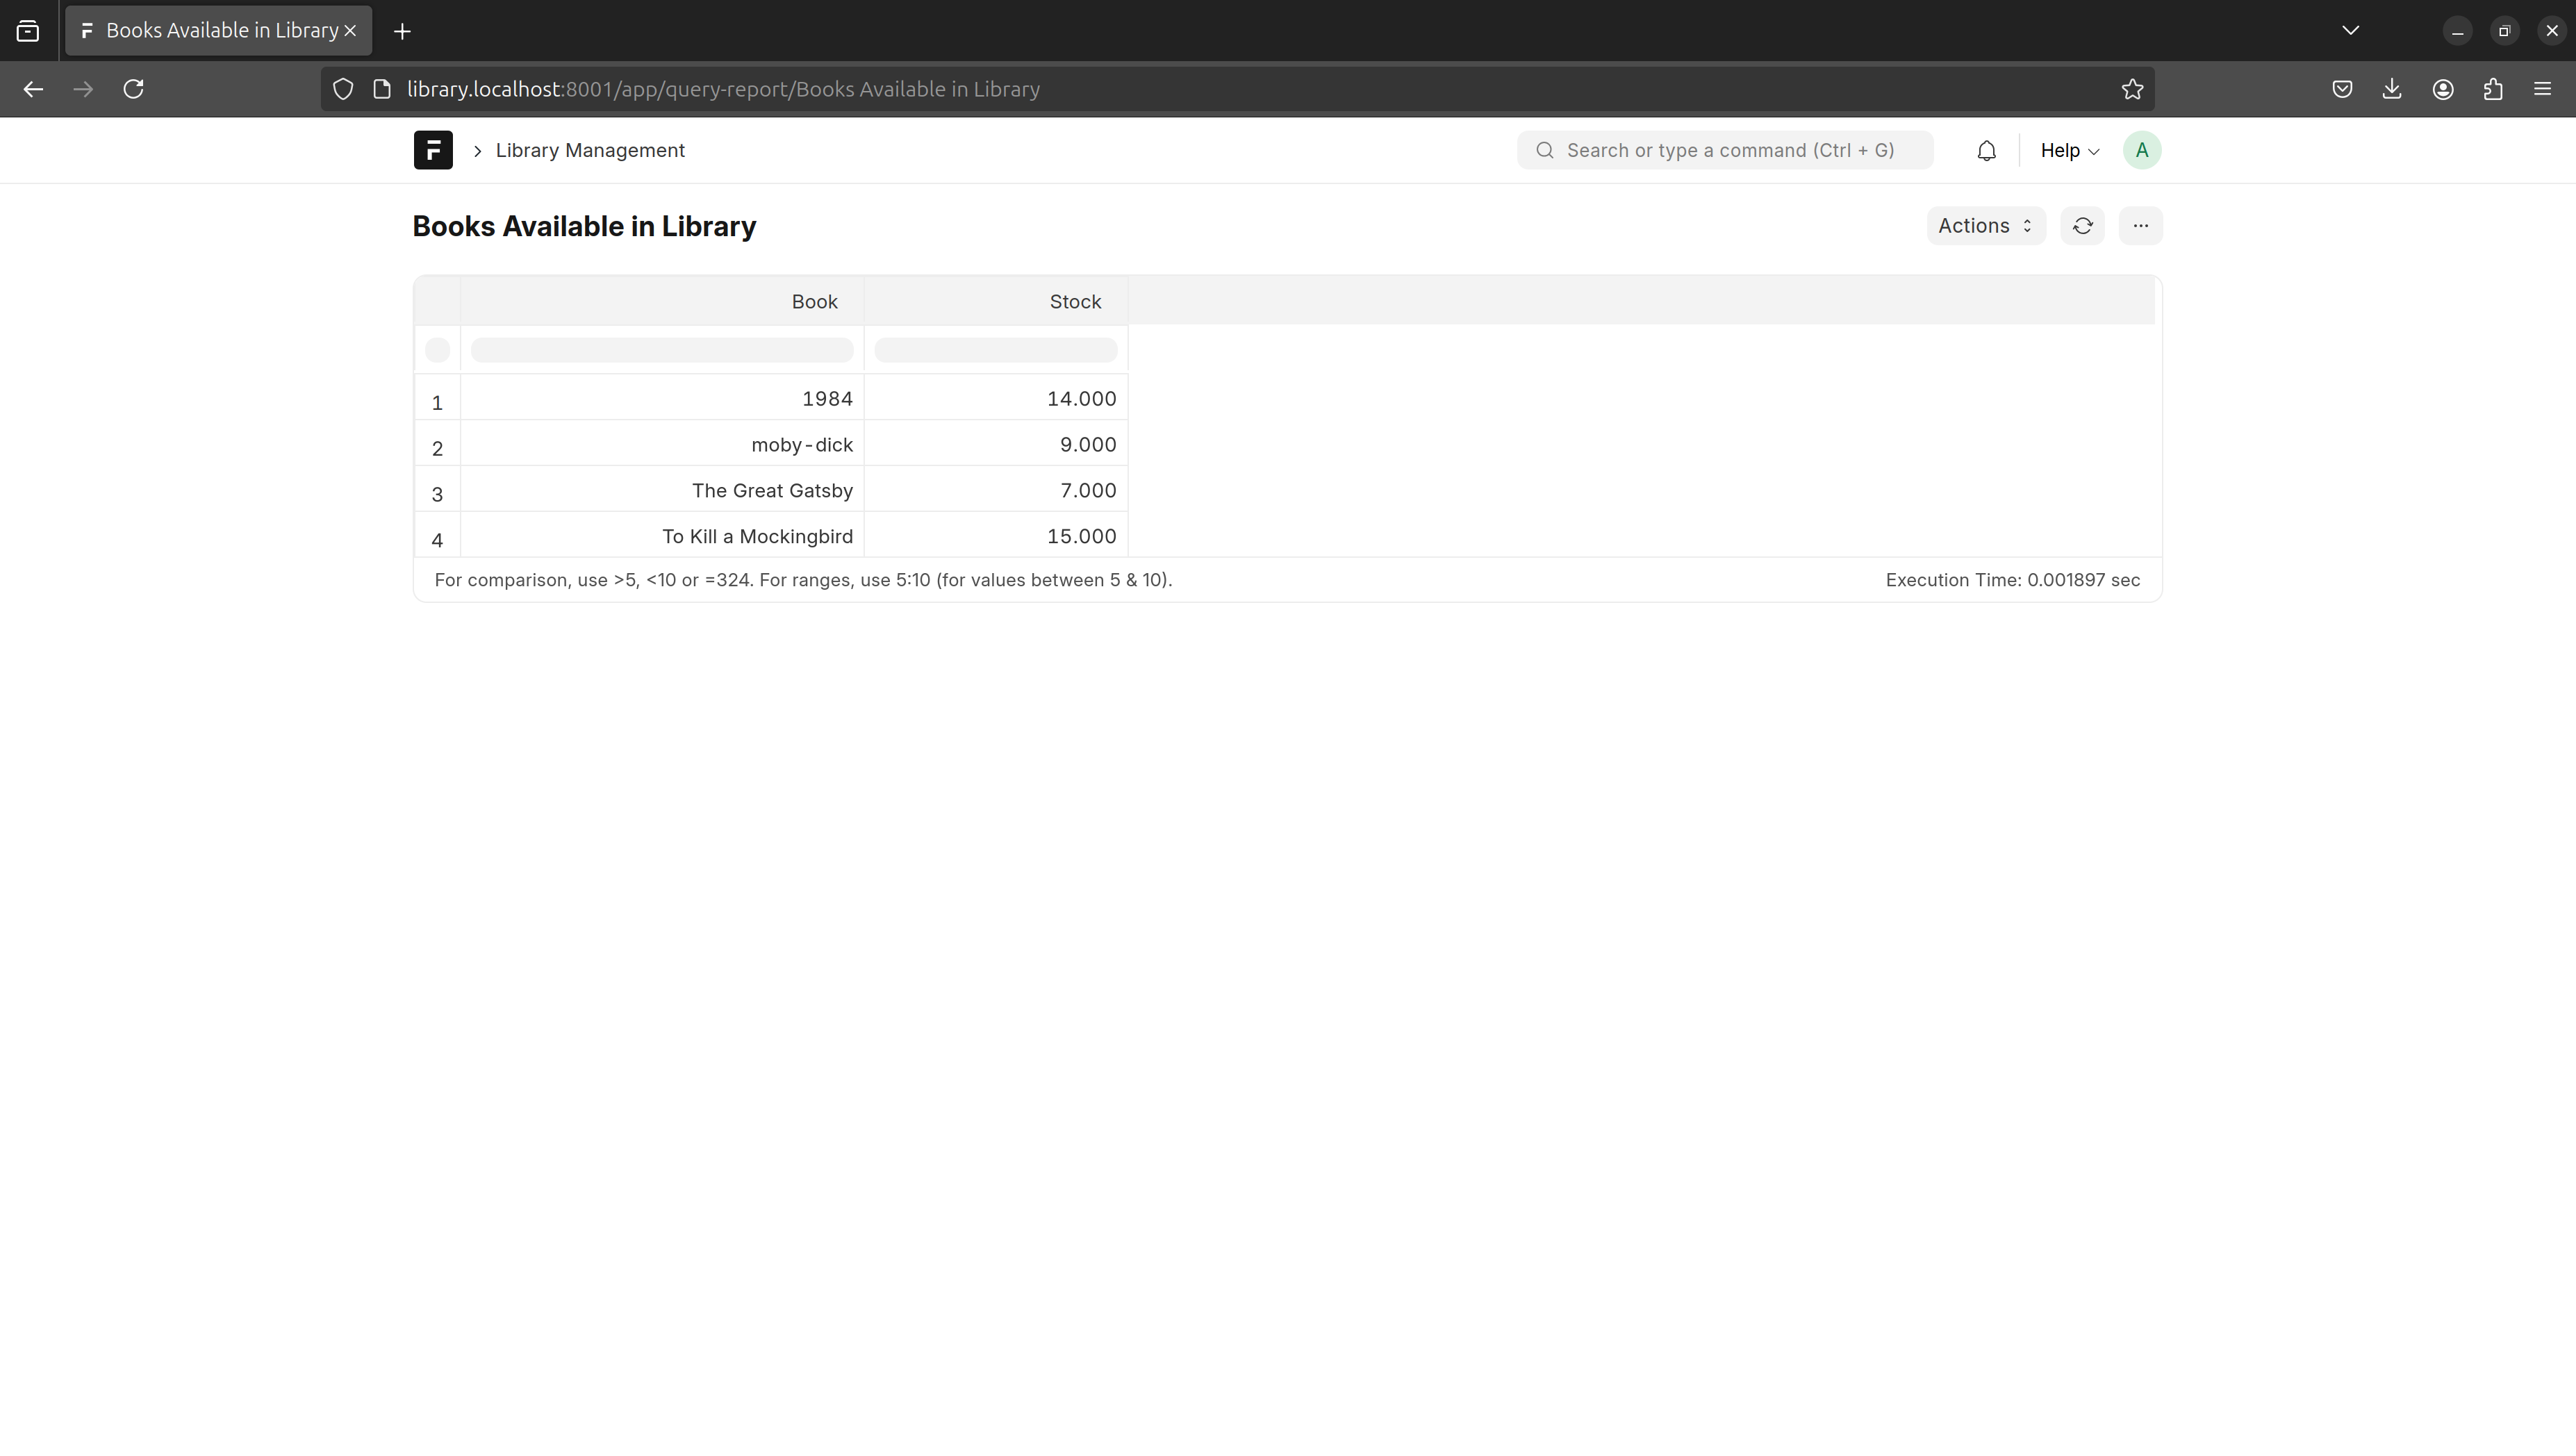 Books Available in Library
library.localhost:8001/app/query-report/Books Available in Library
Library Management
Search or type a command (Ctrl + G)
Help
A
Books Available in Library
Actions
Book Stock
1 1984 14.000
2 moby-dick 9.000
3 The Great Gatsby 7.000
4 To Kill a Mockingbird 15.000
For comparison, use >5, <10 or =324. For ranges, use 5:10 (for values between 5 & 10). Execution Time: 0.001897 sec